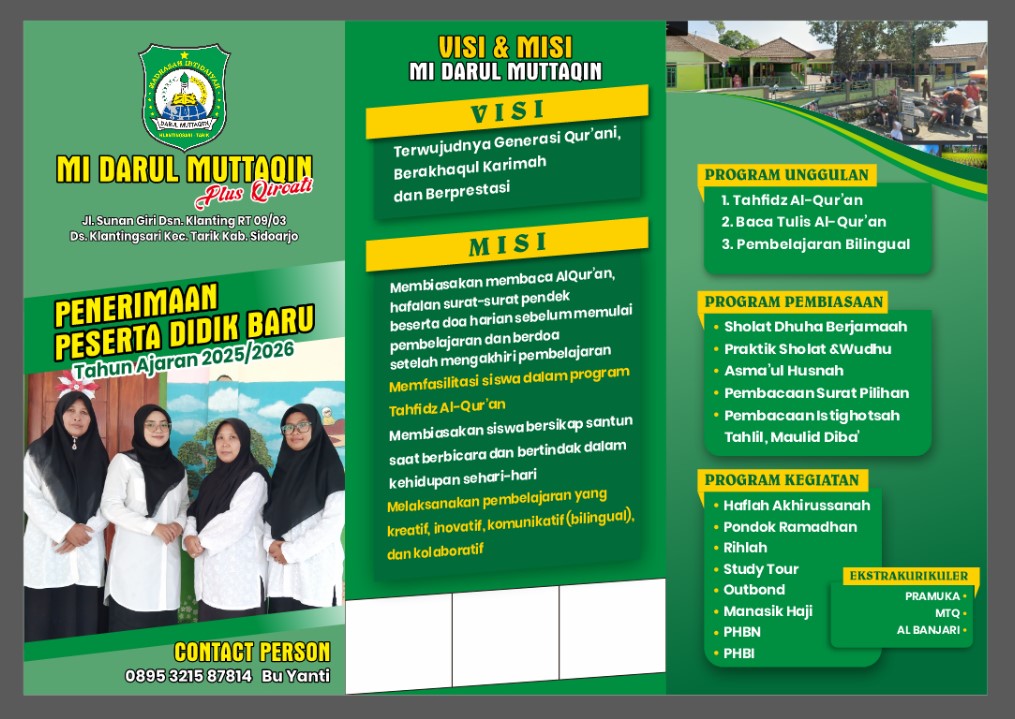 MADRASAH IBTIDAIYAH
DARUL MUTTAQIN
KLANTINGSARI - TARIK
MI DARUL MUTTAQIN
Plus Qiroati
Jl. Sunan Giri Dsn. Klanting RT 09/03
Ds. Klantingsari Kec. Tarik Kab. Sidoarjo
PENERIMAAN
PESERTA DIDIK BARU
Tahun Ajaran 2025/2026
CONTACT PERSON
0895 3215 87814 Bu Yanti
VISI & MISI
MI DARUL MUTTAQIN
VISI
Terwujudnya Generasi Qur'ani,
Berakhaqul Karimah
dan Berprestasi
MISI
Membiasakan membaca AlQur'an,
hafalan surat-surat pendek
beserta doa harian sebelum memulai
pembelajaran dan berdoa
setelah mengakhiri pembelajaran
Memfasilitasi siswa dalam program
Tahfidz Al-Qur'an
Membiasakan siswa bersikap santun
saat berbicara dan bertindak dalam
kehidupan sehari-hari
Melaksanakan pembelajaran yang
kreatif, inovatif, komunikatif (bilingual),
dan kolaboratif
PROGRAM UNGGULAN
1. Tahfidz Al-Qur'an
2. Baca Tulis Al-Qur'an
3. Pembelajaran Bilingual
PROGRAM PEMBIASAAN
• Sholat Dhuha Berjamaah
• Praktik Sholat &Wudhu
• Asma'ul Husnah
• Pembacaan Surat Pilihan
• Pembacaan Istighotsah
Tahlil, Maulid Diba'
PROGRAM KEGIATAN
• Haflah Akhirussanah
• Pondok Ramadhan
• Rihlah
• Study Tour
• Outbond
• Manasik Haji
• PHBN
• PHBI
EKSTRAKURIKULER
PRAMUKA •
MTQ •
AL BANJARI •